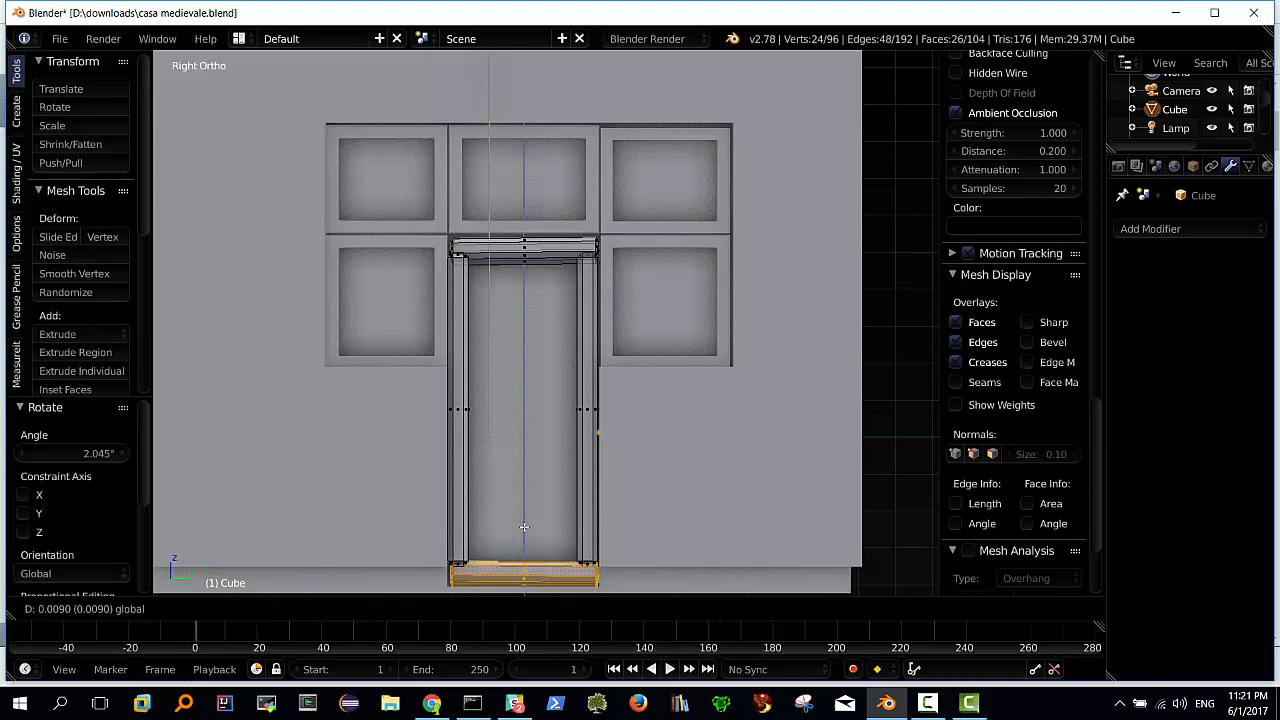 Blender* [D:\downloads\casa medievale.blend]
File Render Window Help Default Scene Blender Render v2.78 | Verts:24/96 | Edges:48/192 | Faces:26/104 | Tris:176 | Mem:29.37M | Cube
Tools
Create
Shading / UV
Options
Grease Pencil
Measureit
Transform
Translate
Rotate
Scale
Shrink/Fatten
Push/Pull
Mesh Tools
Deform:
Slide Ed Vertex
Noise
Smooth Vertex
Randomize
Add:
Extrude
Extrude Region
Extrude Individual
Inset Faces
Rotate
Angle
2.045°
Constraint Axis
X
Y
Z
Orientation
Global
Right Ortho
z
(1) Cube
D: 0.0090 (0.0090) global
Backface Culling
Hidden Wire
Depth Of Field
Ambient Occlusion
Strength: 1.000
Distance: 0.200
Attenuation: 1.000
Samples: 20
Color:
Motion Tracking
Mesh Display
Overlays:
Faces Sharp
Edges Bevel
Creases Edge M
Seams Face Ma
Show Weights
Normals:
Size: 0.10
Edge Info: Face Info:
Length Area
Angle Angle
Mesh Analysis
Type: Overhang
View Search All Sc
World
Camera
Cube
Lamp
Cube
Add Modifier
-40 -20 0 20 40 60 80 100 120 140 160 180 200 220 240 260 280
View Marker Frame Playback Start: 1 End: 250 1 No Sync
ENG
11:21 PM
6/1/2017